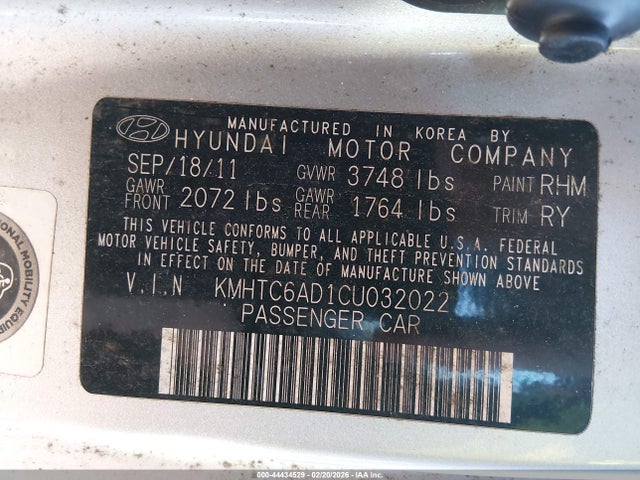 MANUFACTURED IN KOREA BY
HYUNDAI MOTOR COMPANY
SEP/18/11 GVWR 3748 lbs PAINT RHM
GAWR FRONT 2072 lbs GAWR REAR 1764 lbs TRIM RY
THIS VEHICLE CONFORMS TO ALL APPLICABLE U.S.A. FEDERAL
MOTOR VEHICLE SAFETY, BUMPER, AND THEFT PREVENTION STANDARDS
IN EFFECT ON THE DATE OF MANUFACTURE SHOWN ABOVE.
V.I.N KMHTC6AD1CU032022
PASSENGER CAR
MOBILITY EQUIP
000-44434529 - 02/20/2026 - IAA Inc.